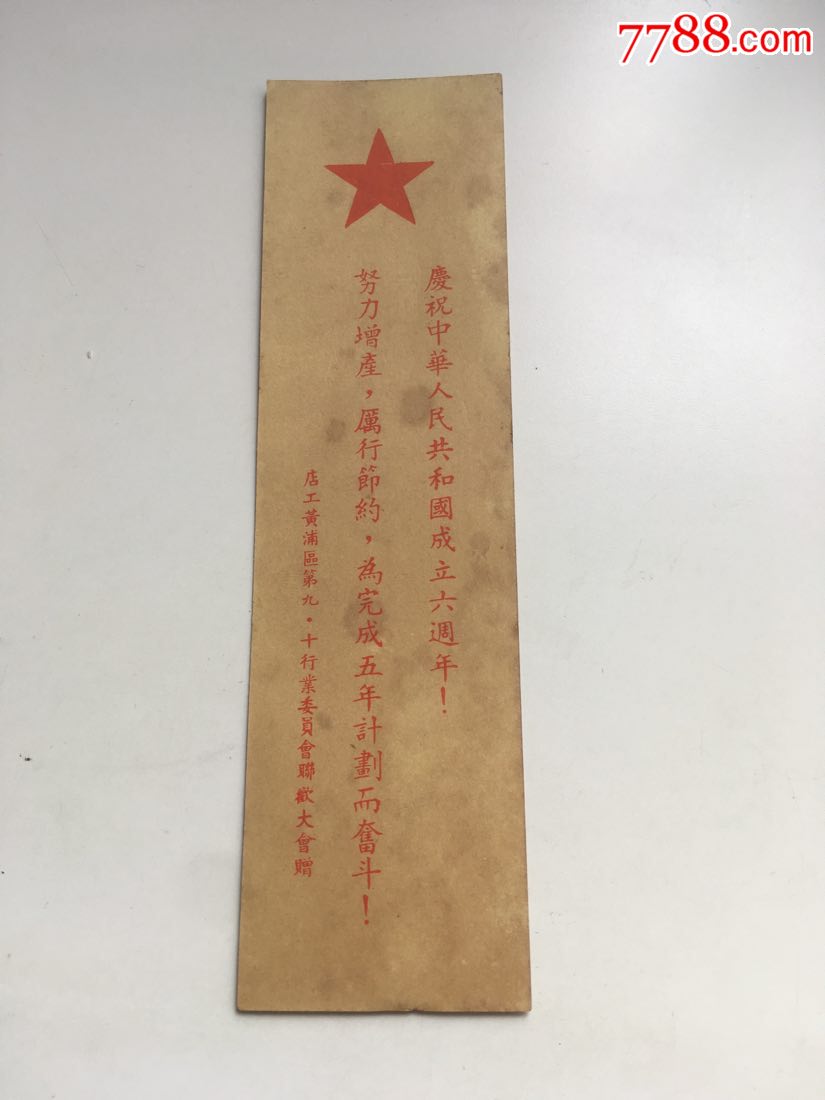 7788.com
慶祝中華人民共和國成立六週年！
努力增產，厲行節約，為完成五年計劃而奮斗！
店工黃浦區第九·十行業委員會聯歡大會贈